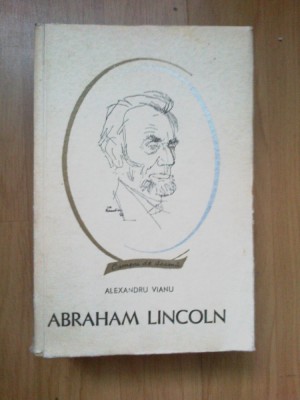 Oameni de seamă
ALEXANDRU VIANU
ABRAHAM LINCOLN